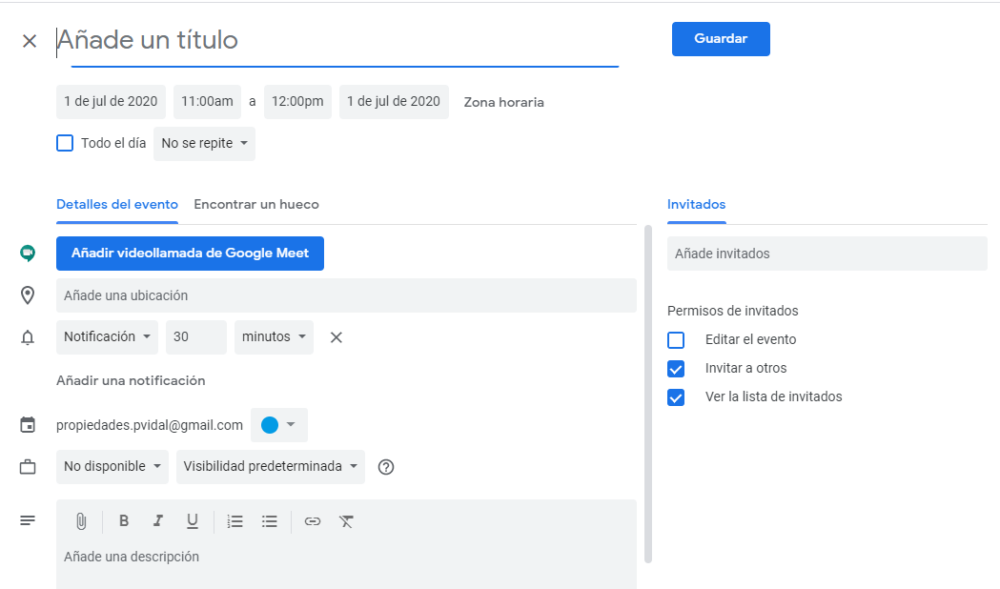 Añade un título
Guardar
1 de jul de 2020 11:00am a 12:00pm 1 de jul de 2020 Zona horaria
Todo el día No se repite
Detalles del evento Encontrar un hueco
Invitados
Añadir videollamada de Google Meet
Añade invitados
Añade una ubicación
Permisos de invitados
Notificación 30 minutos
Editar el evento
Invitar a otros
Añadir una notificación
Ver la lista de invitados
propiedades.pvidal@gmail.com
No disponible Visibilidad predeterminada ?
B I U
Añade una descripción